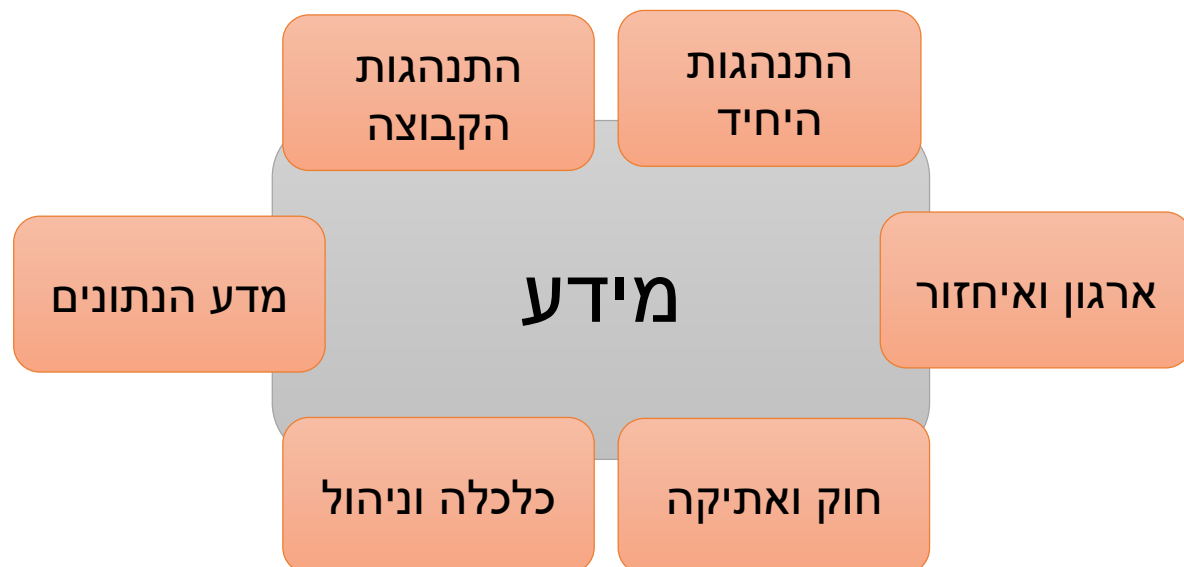 התנהגות
היחיד
התנהגות
הקבוצה
ארגון ואיחזור
מידע
מדע הנתונים
חוק ואתיקה
כלכלה וניהול